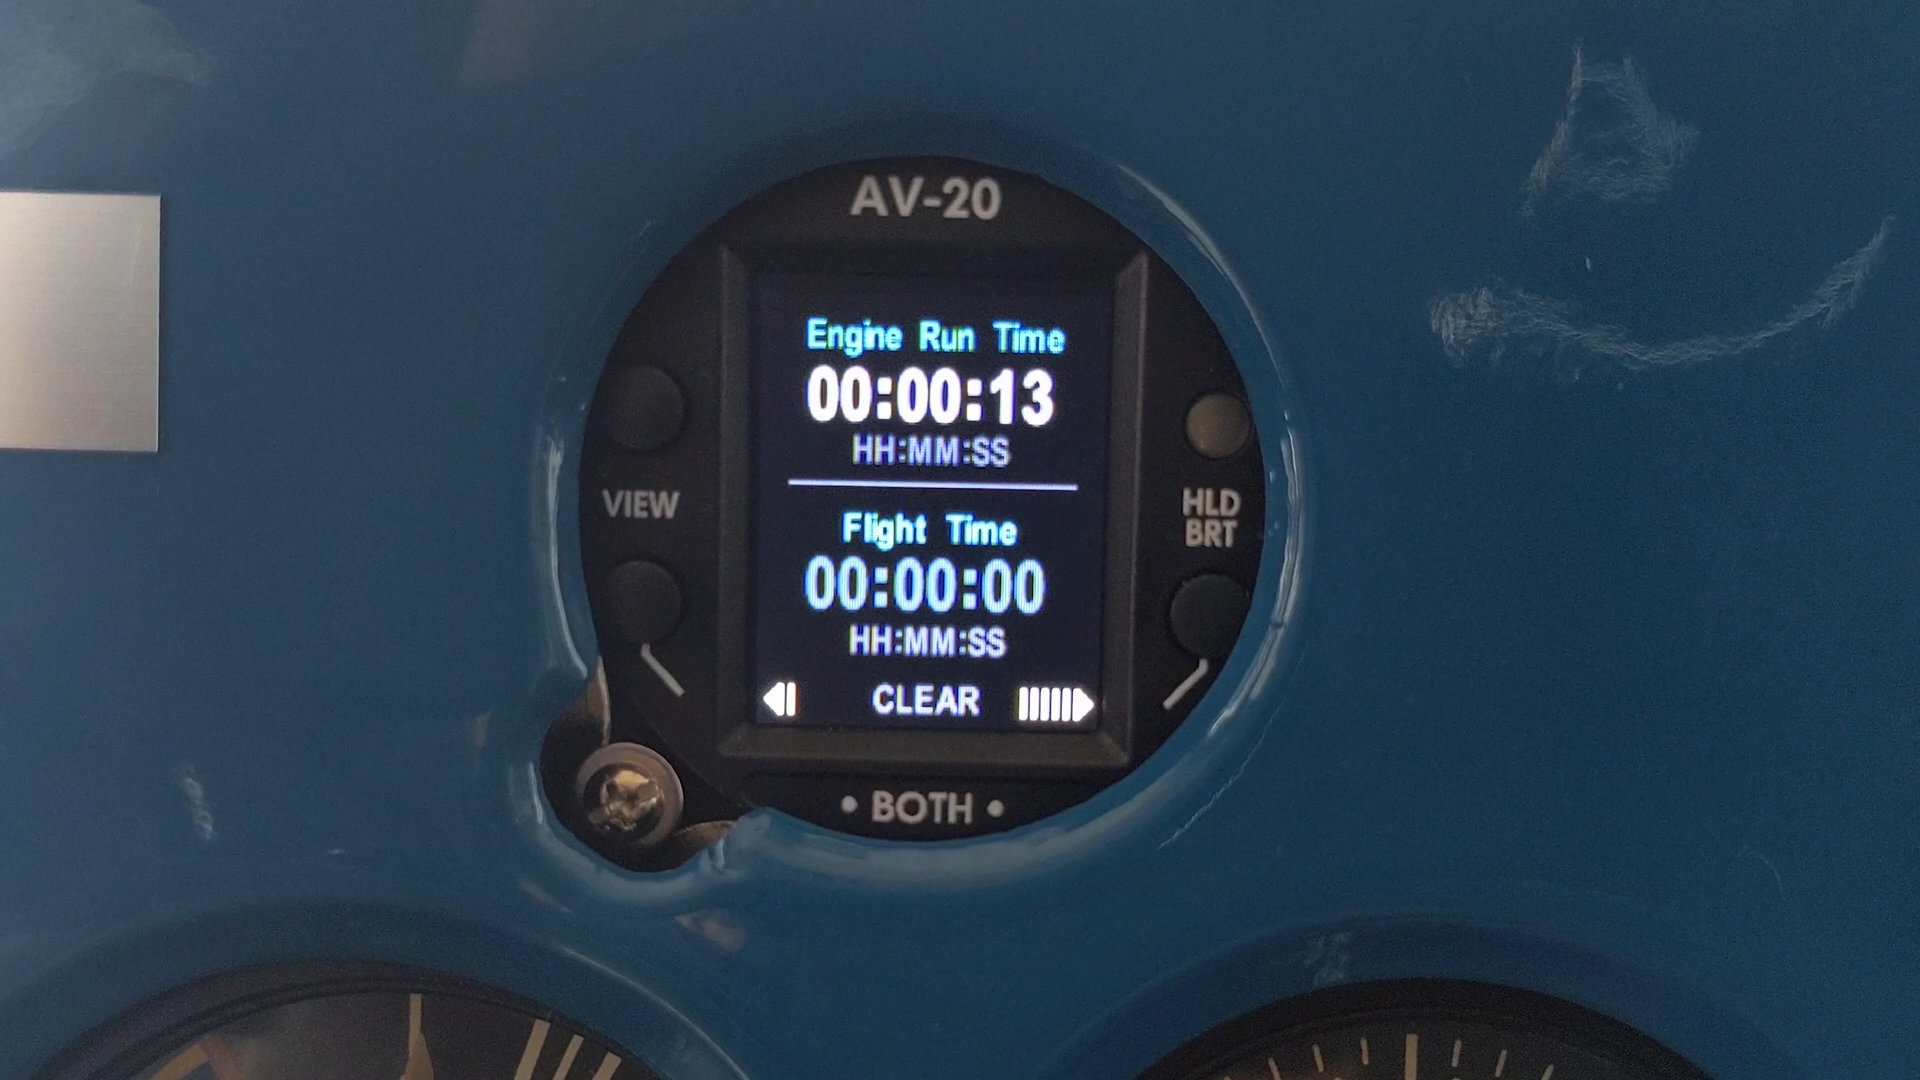 AV-20
Engine Run Time
00:00:13
HH:MM:SS
VIEW
HLD
BRT
Flight Time
00:00:00
HH:MM:SS
CLEAR
• BOTH •